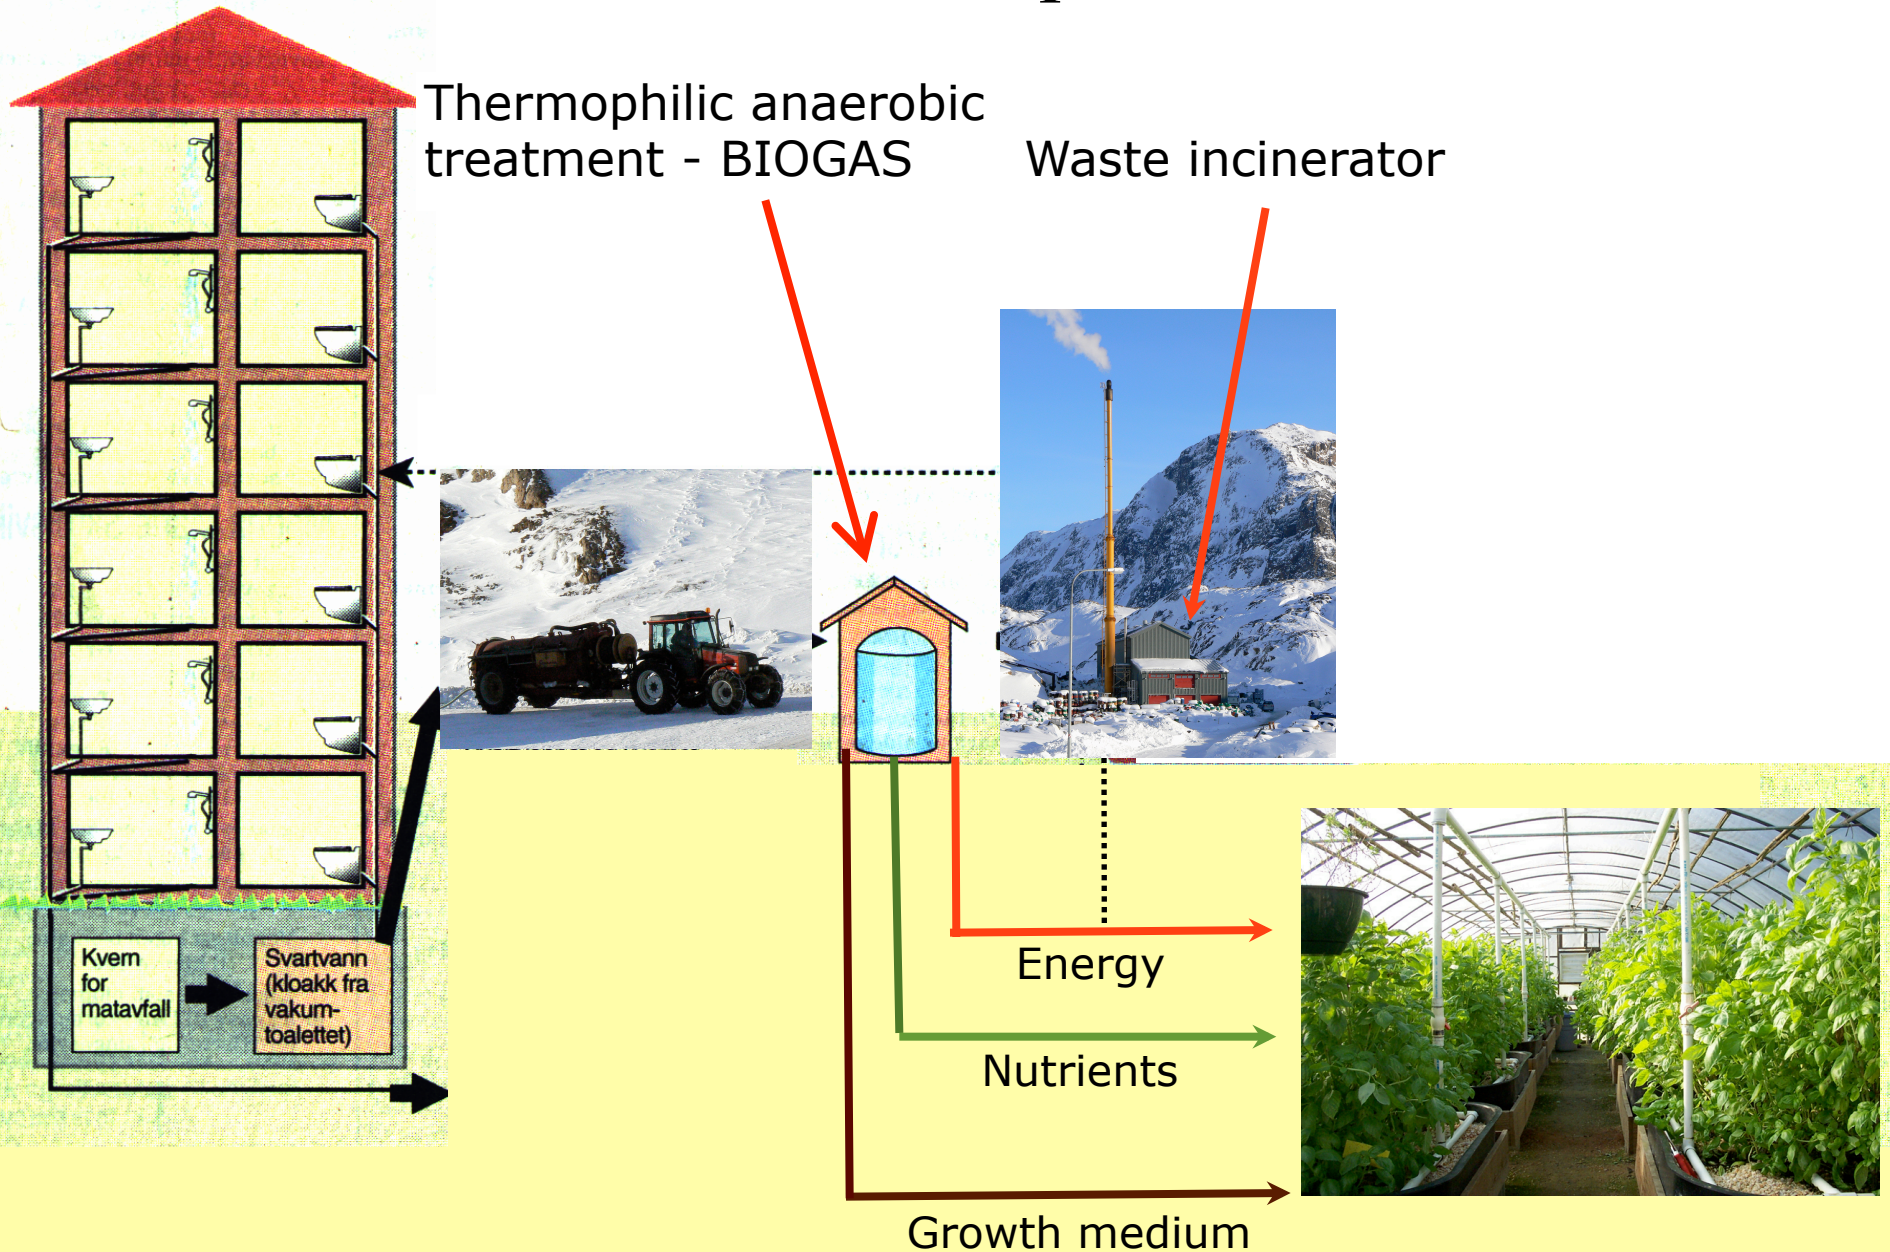 Thermophilic anaerobic
treatment - BIOGAS
Waste incinerator
Kvern
for
matavfall
Svartvann
(kloakk fra
vakum-
toalettet)
Energy
Nutrients
Growth medium